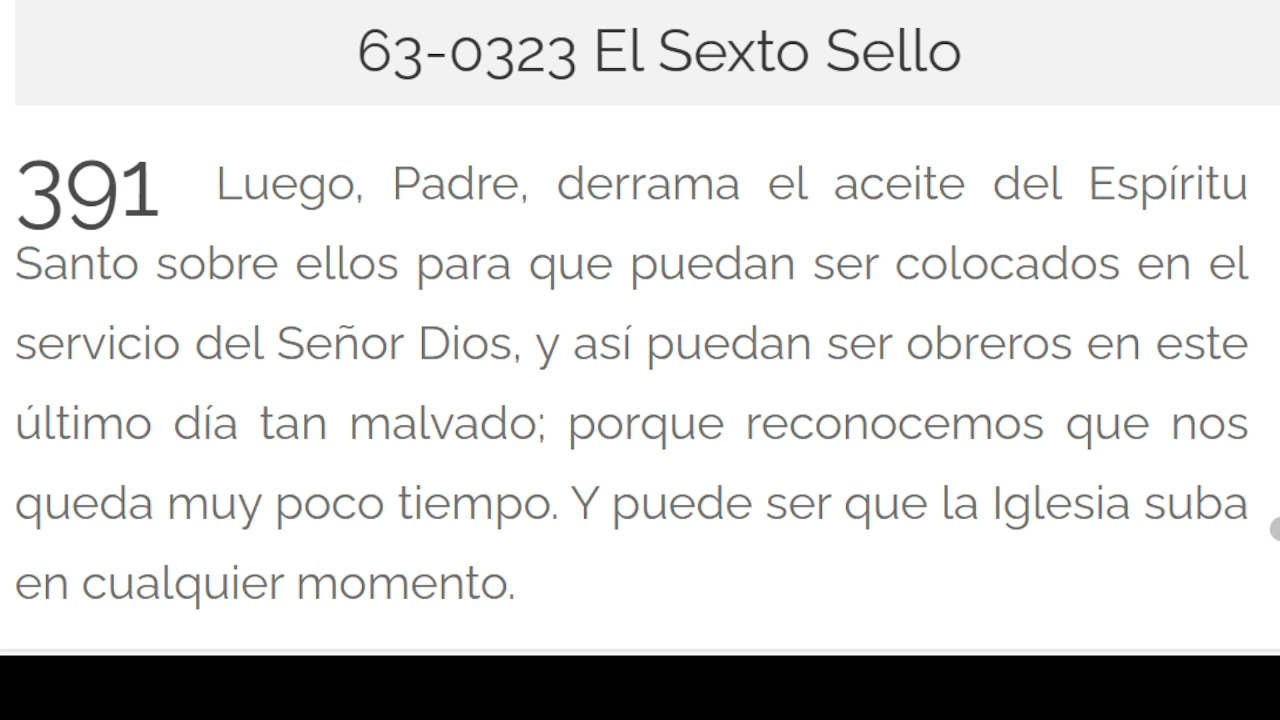 63-0323 El Sexto Sello
391 Luego, Padre, derrama el aceite del Espíritu
Santo sobre ellos para que puedan ser colocados en el
servicio del Señor Dios, y así puedan ser obreros en este
último día tan malvado; porque reconocemos que nos
queda muy poco tiempo. Y puede ser que la Iglesia suba
en cualquier momento.